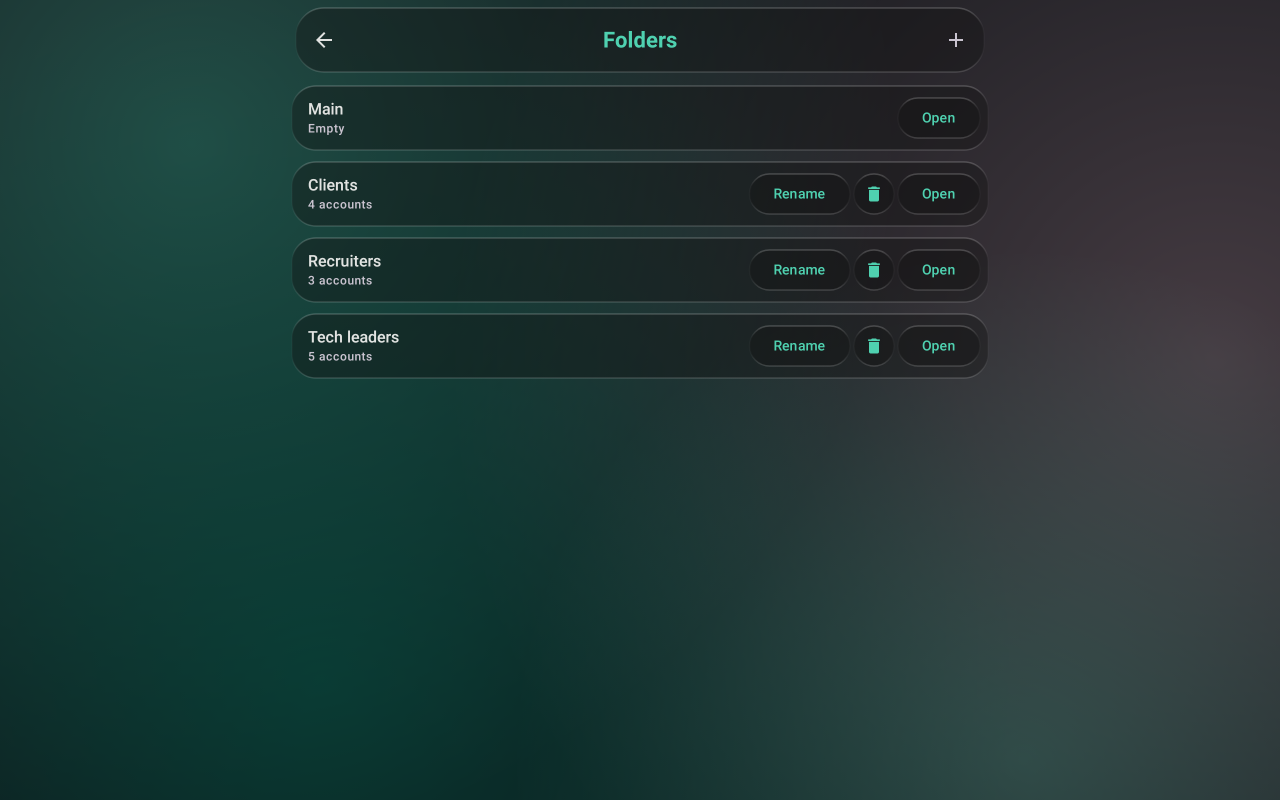 Folders
Main
Empty
Open
Clients
4 accounts
Rename
Open
Recruiters
3 accounts
Rename
Open
Tech leaders
5 accounts
Rename
Open